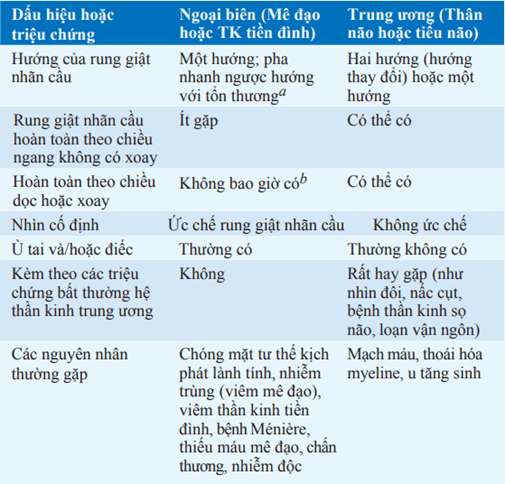 Dấu hiệu hoặc triệu chứng
Ngoại biên (Mê đạo hoặc TK tiền đình)
Trung ương (Thân não hoặc tiểu não)
Hướng của rung giật nhãn cầu
Một hướng; pha nhanh ngược hướng với tổn thươngᵃ
Hai hướng (hướng thay đổi) hoặc một hướng
Rung giật nhãn cầu hoàn toàn theo chiều ngang không có xoay
Ít gặp
Có thể có
Hoàn toàn theo chiều dọc hoặc xoay
Không bao giờ cóᵇ
Có thể có
Nhìn cố định
Ức chế rung giật nhãn cầu
Không ức chế
Ù tai và/hoặc điếc
Thường có
Thường không có
Kèm theo các triệu chứng bất thường hệ thần kinh trung ương
Không
Rất hay gặp (như nhìn đôi, nấc cụt, bệnh thần kinh sọ não, loạn vận ngôn)
Các nguyên nhân thường gặp
Chóng mặt tư thế kịch phát lành tính, nhiễm trùng (viêm mê đạo), viêm thần kinh tiền đình, bệnh Ménière, thiếu máu mê đạo, chấn thương, nhiễm độc
Mạch máu, thoái hóa myeline, u tăng sinh